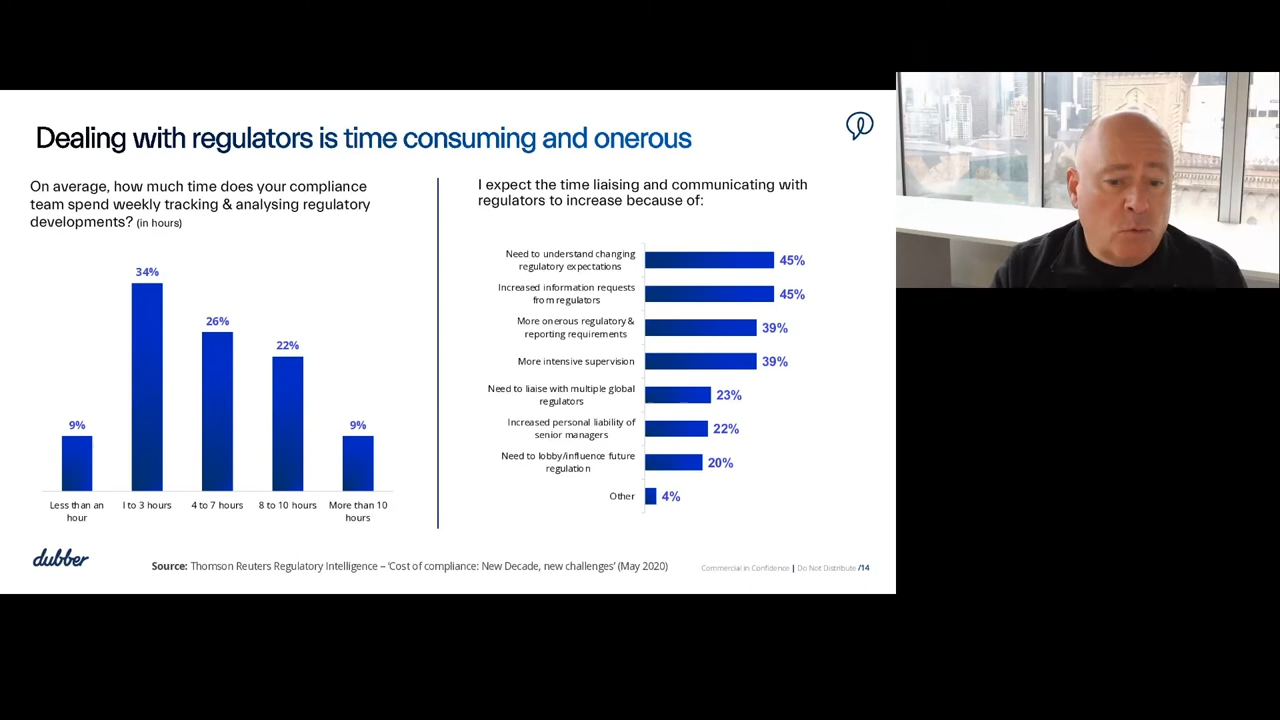 Dealing with regulators is time consuming and onerous
On average, how much time does your compliance
team spend weekly tracking & analysing regulatory
developments? (in hours)
9%
34%
26%
22%
9%
Less than an
hour
1 to 3 hours
4 to 7 hours
8 to 10 hours
More than 10
hours
I expect the time liaising and communicating with
regulators to increase because of:
Need to understand changing
regulatory expectations
45%
Increased information requests
from regulators
45%
More onerous regulatory &
reporting requirements
39%
More intensive supervision
39%
Need to liaise with multiple global
regulators
23%
Increased personal liability of
senior managers
22%
Need to lobby/influence future
regulation
20%
Other
4%
dubber
Source: Thomson Reuters Regulatory Intelligence – 'Cost of compliance: New Decade, new challenges' (May 2020)
Commercial in Confidence | Do Not Distribute /14